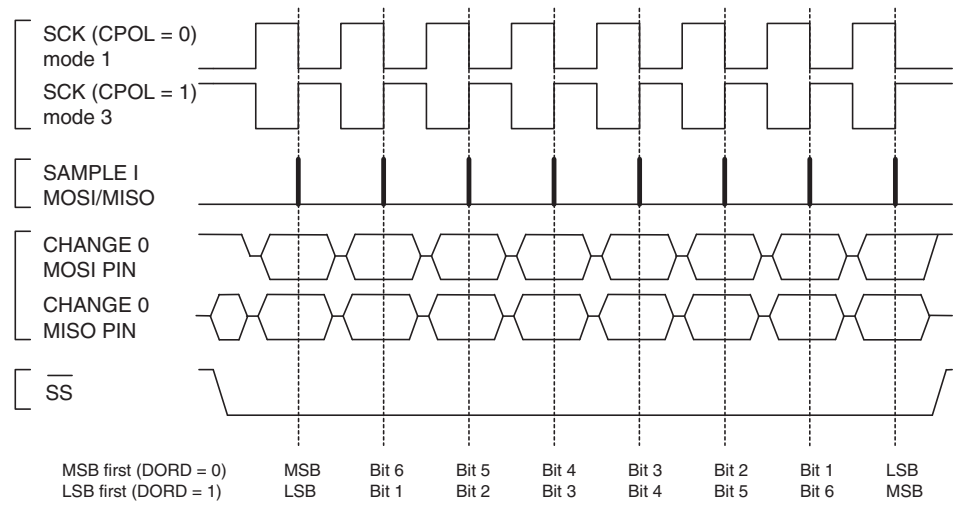 SCK (CPOL = 0)
mode 1
SCK (CPOL = 1)
mode 3
SAMPLE I
MOSI/MISO
CHANGE 0
MOSI PIN
CHANGE 0
MISO PIN
SS
MSB first (DORD = 0) MSB Bit 6 Bit 5 Bit 4 Bit 3 Bit 2 Bit 1 LSB
LSB first (DORD = 1) LSB Bit 1 Bit 2 Bit 3 Bit 4 Bit 5 Bit 6 MSB